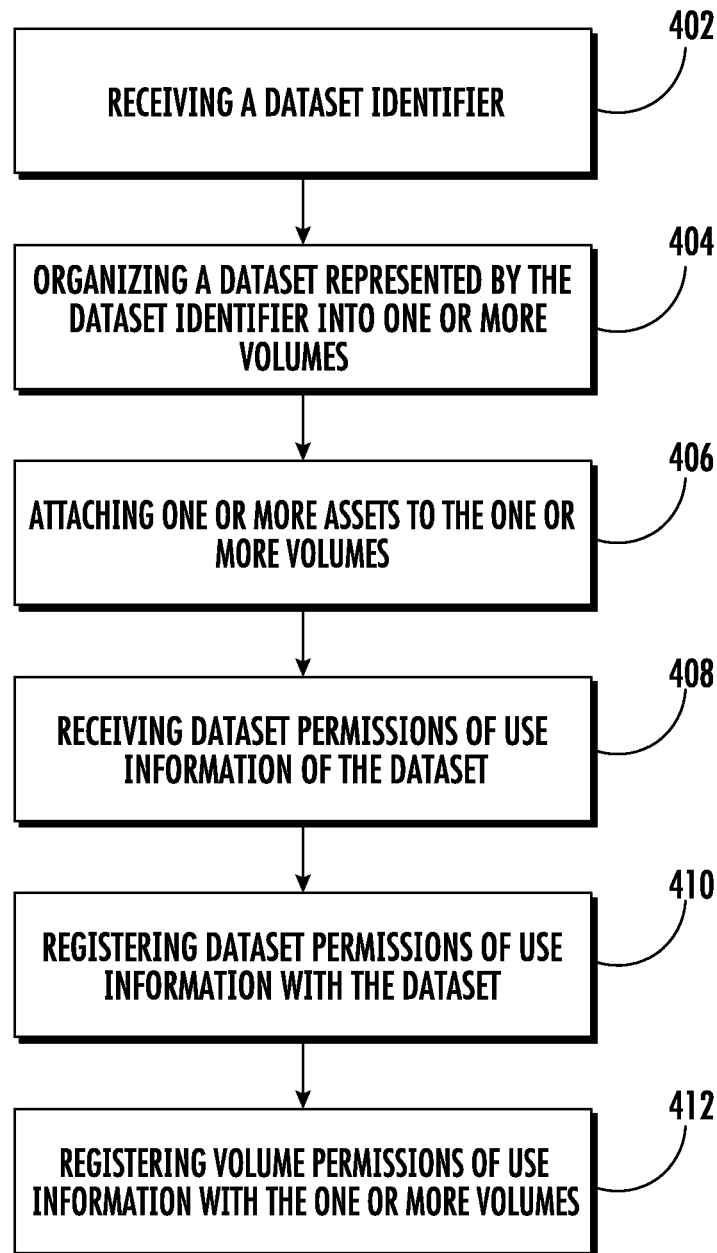 402
RECEIVING A DATASET IDENTIFIER
404
ORGANIZING A DATASET REPRESENTED BY THE
DATASET IDENTIFIER INTO ONE OR MORE
VOLUMES
406
ATTACHING ONE OR MORE ASSETS TO THE ONE OR
MORE VOLUMES
408
RECEIVING DATASET PERMISSIONS OF USE
INFORMATION OF THE DATASET
410
REGISTERING DATASET PERMISSIONS OF USE
INFORMATION WITH THE DATASET
412
REGISTERING VOLUME PERMISSIONS OF USE
INFORMATION WITH THE ONE OR MORE VOLUMES